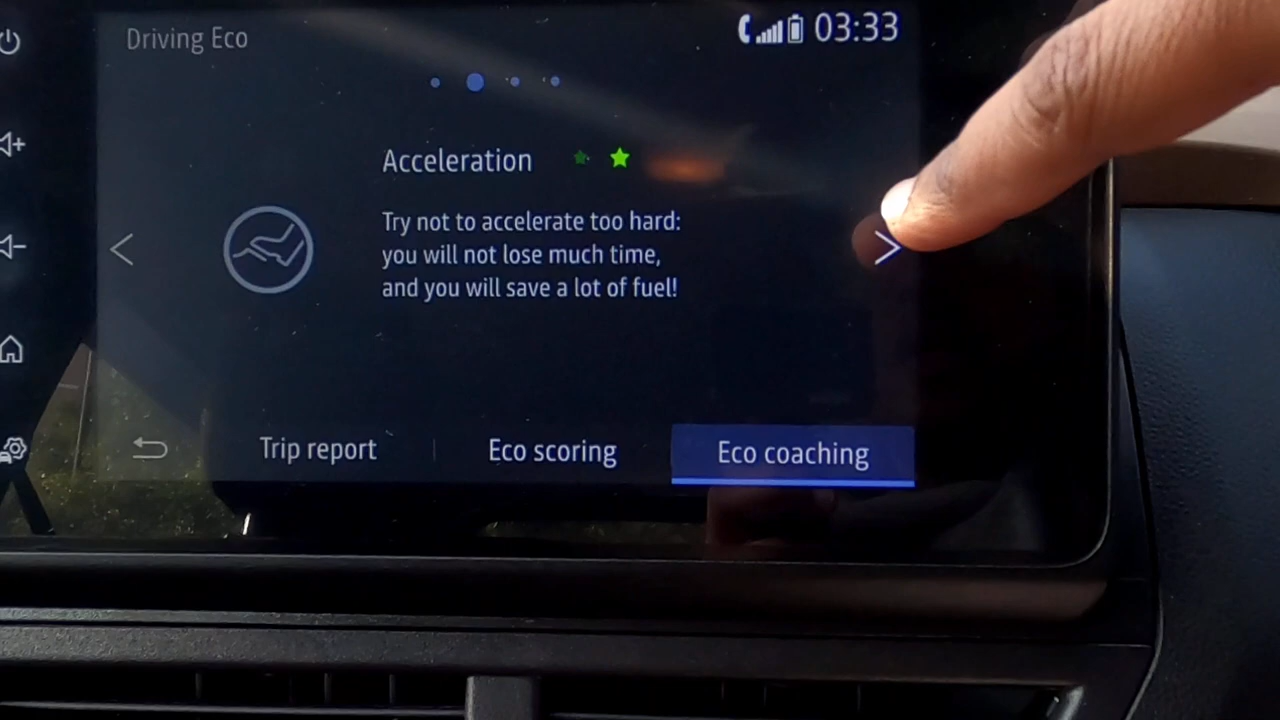 Driving Eco
03:33
Acceleration
Try not to accelerate too hard:
you will not lose much time,
and you will save a lot of fuel!
Trip report
Eco scoring
Eco coaching